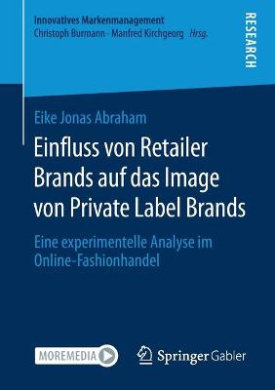 Innovatives Markenmanagement
Christoph Burmann · Manfred Kirchgeorg Hrsg.
RESEARCH
Eike Jonas Abraham
Einfluss von Retailer
Brands auf das Image
von Private Label Brands
Eine experimentelle Analyse im
Online-Fashionhandel
MOREMEDIA
Springer Gabler